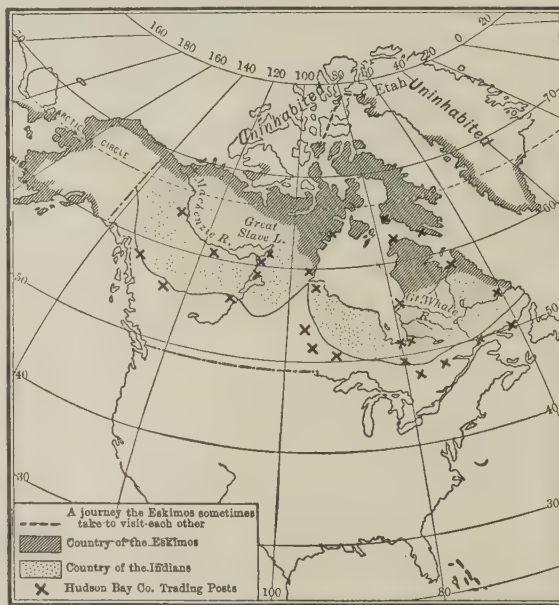 160 180 160 140 120 100 80 60 40 20 0 20
Uninhabited
Etah
Uninhabited
70
ARCTIC
CIRCLE
60
Mackenzie R.
Great
Slave L.
50
Gt. Whale
R.
50
40
40
30
30
100
80
A journey the Eskimos sometimes
take to visit each other
Country of the Eskimos
Country of the Indians
Hudson Bay Co. Trading Posts